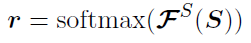 r = softmax(𝓕^S(S))